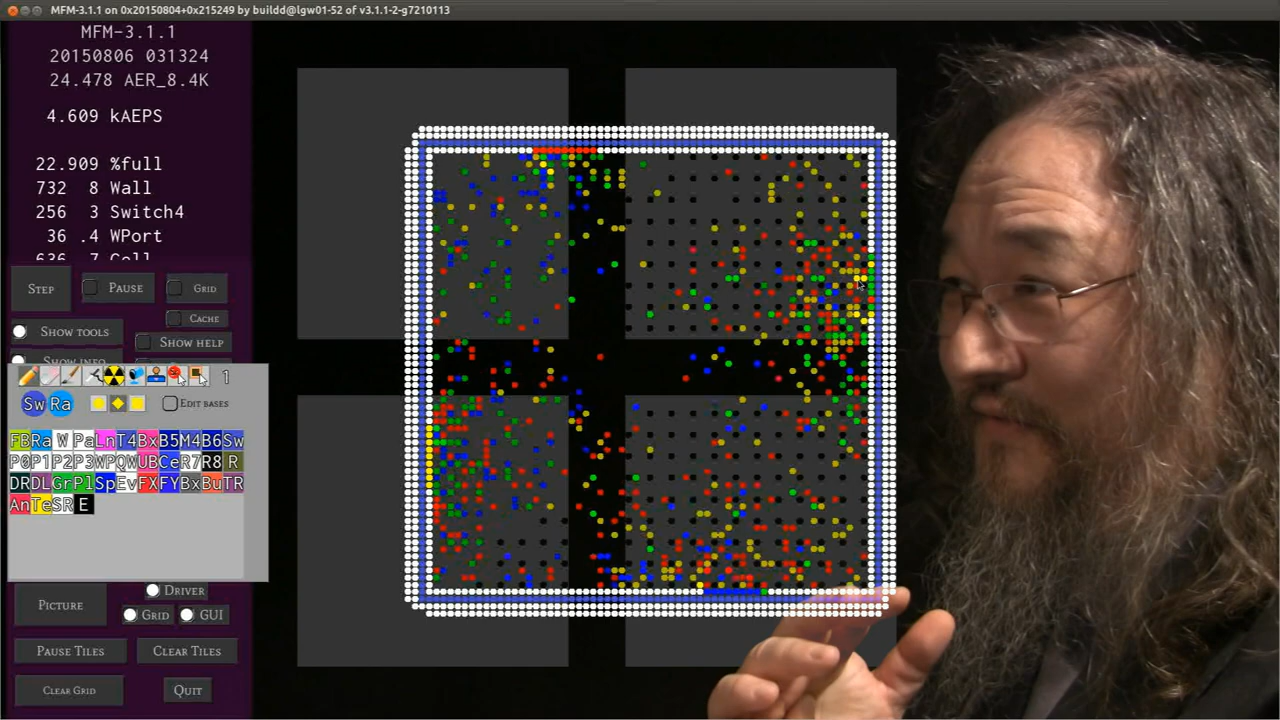 MFM-3.1.1 on 0x20150804+0x215249 by buildd@lgw01-52 of v3.1.1-2-g7210113
MFM-3.1.1
20150806 031324
24.478 AER_8.4K
4.609 kAEPS
22.909 %full
732 8 Wall
256 3 Switch4
36 .4 WPort
636 7 Cell
STEP
PAUSE
GRID
CACHE
SHOW TOOLS
SHOW HELP
SHOW INFO
1
Sw Ra
EDIT BASES
FB Ra W Pa Ln T4 Bx B5 M4 B6 Sw
P0 P1 P2 P3 WP QW UB Ce R7 R8 R
DR DL Gr Pl Sp Ev FX FY Bx Bu TR
An Te SR E
PICTURE
DRIVER
GRID
GUI
PAUSE TILES
CLEAR TILES
CLEAR GRID
QUIT